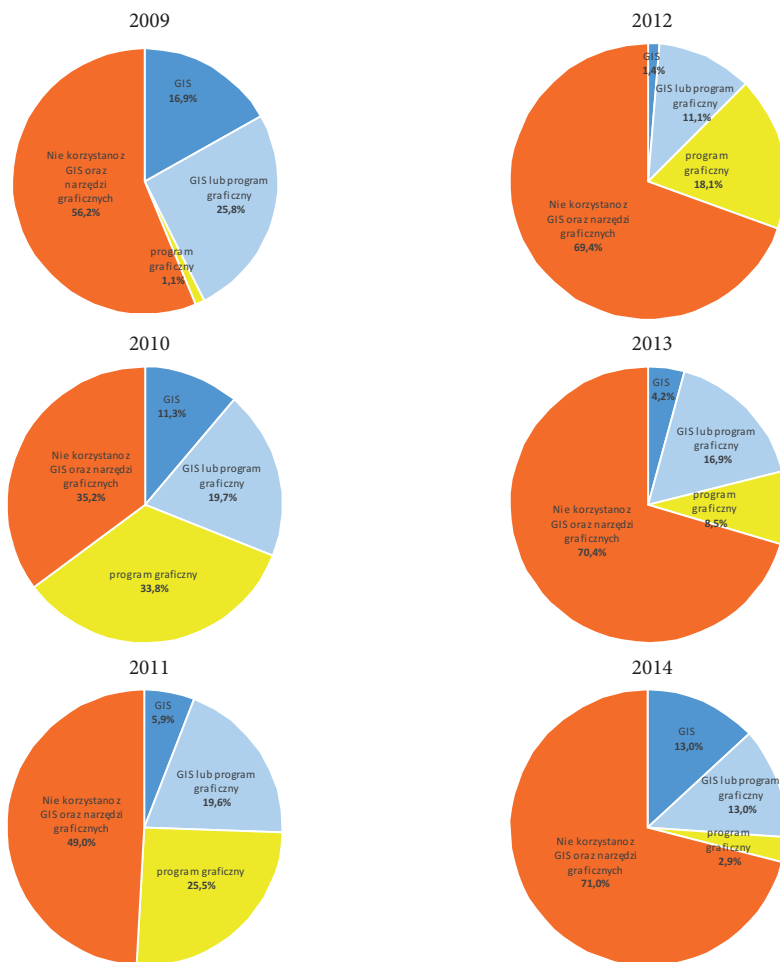 2009
GIS
16,9%
GIS lub program
graficzny
25,8%
program
graficzny
1,1%
Nie korzystano z
GIS oraz
narzędzi
graficznych
56,2%
2012
GIS
1,4%
GIS lub program
graficzny
11,1%
program
graficzny
18,1%
Nie korzystano z
GIS oraz narzędzi
graficznych
69,4%
2010
GIS
11,3%
GIS lub program
graficzny
19,7%
program graficzny
33,8%
Nie korzystano z
GIS oraz narzędzi
graficznych
35,2%
2013
GIS
4,2%
GIS lub program
graficzny
16,9%
program
graficzny
8,5%
Nie korzystano z
GIS oraz narzędzi
graficznych
70,4%
2011
GIS
5,9%
GIS lub program
graficzny
19,6%
program graficzny
25,5%
Nie korzystano z
GIS oraz narzędzi
graficznych
49,0%
2014
GIS
13,0%
GIS lub program
graficzny
13,0%
program
graficzny
2,9%
Nie korzystano z
GIS oraz narzędzi
graficznych
71,0%